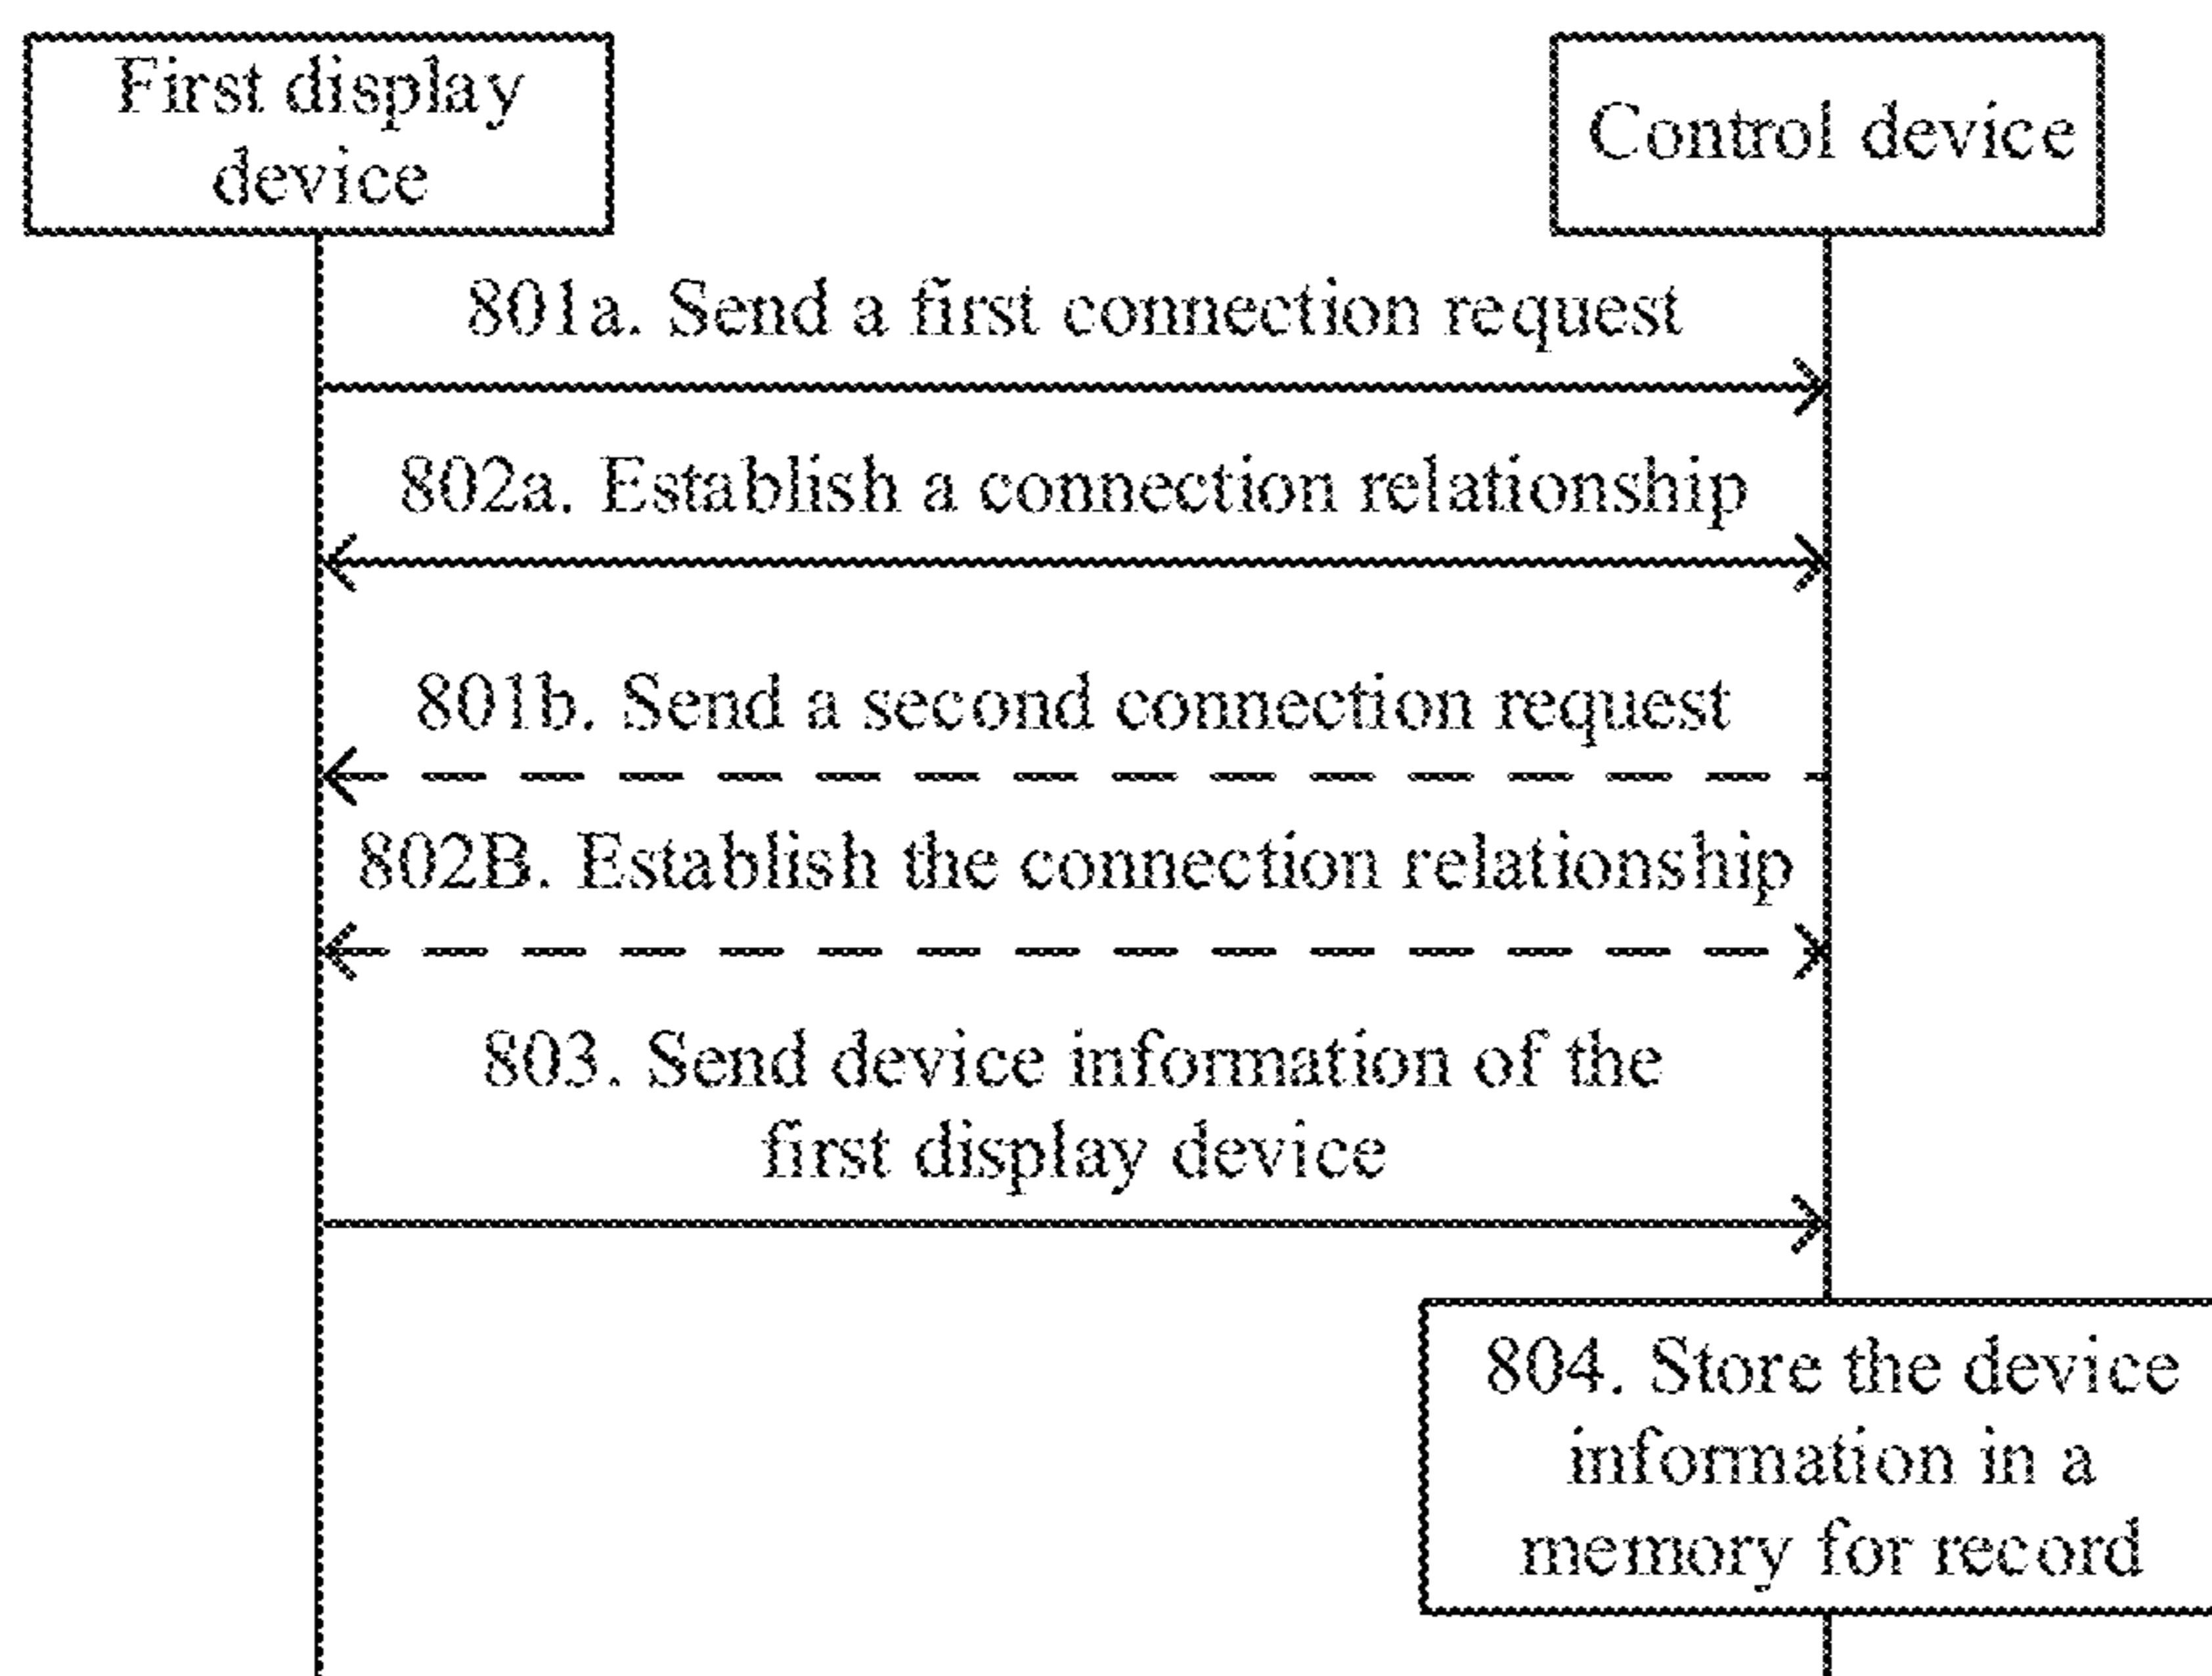 First display
device
Control device
801a. Send a first connection request
802a. Establish a connection relationship
801b. Send a second connection request
802B. Establish the connection relationship
803. Send device information of the
first display device
804. Store the device
information in a
memory for record